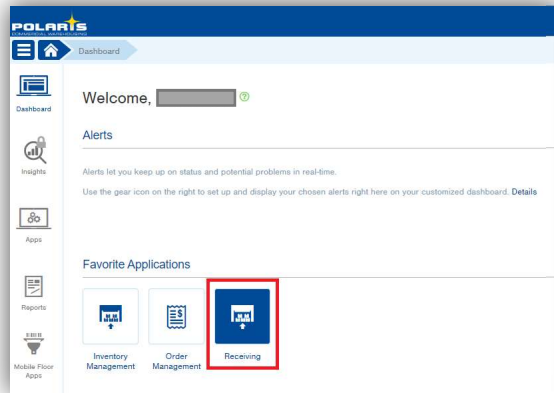 POLARIS
COMMERCIAL WAREHOUSING
Dashboard
Dashboard
Welcome,
Alerts
Insights
Alerts let you keep up on status and potential problems in real-time.
Use the gear icon on the right to set up and display your chosen alerts right here on your customized dashboard. Details
Apps
Favorite Applications
Reports
Inventory Management
Order Management
Receiving
Mobile Floor
Apps